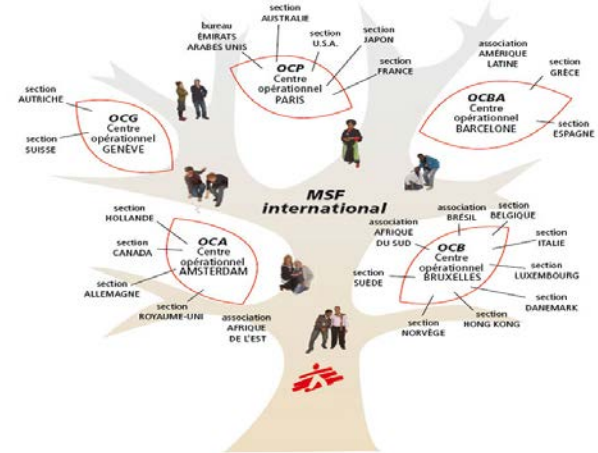 section
AUSTRALIE
bureau
ÉMIRATS
ARABES UNIS
section
U.S.A.
section
JAPON
section
FRANCE
OCP
Centre
opérationnel
PARIS
association
AMÉRIQUE
LATINE
section
GRÈCE
section
ESPAGNE
OCBA
Centre
opérationnel
BARCELONE
section
AUTRICHE
section
SUISSE
OCG
Centre
opérationnel
GENÈVE
MSF
international
section
HOLLANDE
section
CANADA
section
ALLEMAGNE
section
ROYAUME-UNI
association
AFRIQUE
DE L'EST
OCA
Centre
opérationnel
AMSTERDAM
association
AFRIQUE
DU SUD
association
BRÉSIL
section
BELGIQUE
section
ITALIE
section
LUXEMBOURG
section
DANEMARK
section
HONG KONG
section
NORVÈGE
section
SUÈDE
OCB
Centre
opérationnel
BRUXELLES